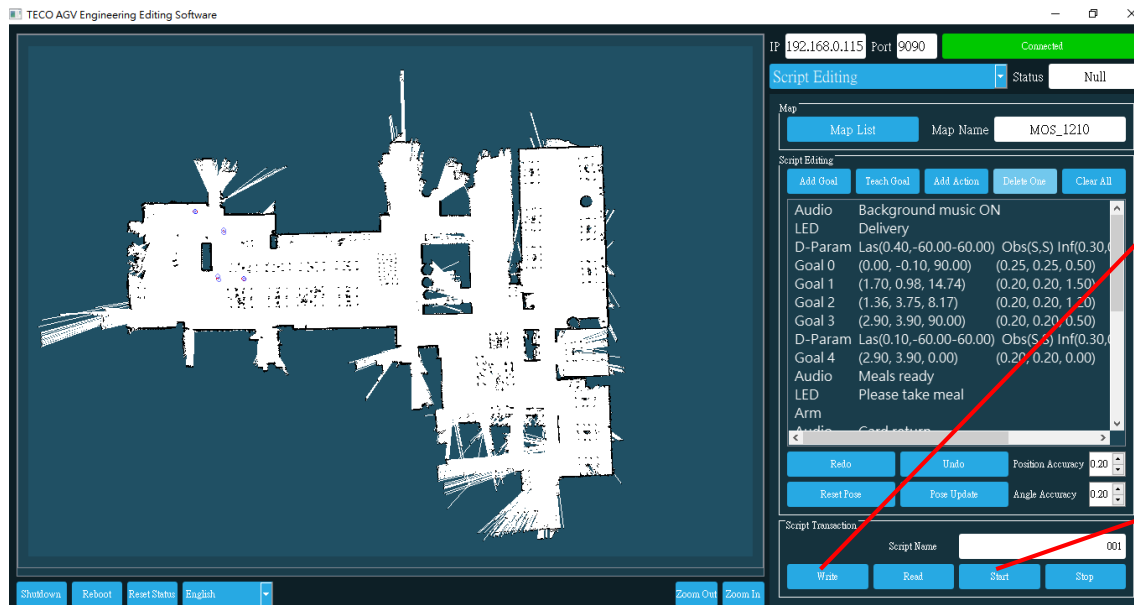 TECO AGV Engineering Editing Software
IP 192.168.0.115 Port 9090 Connected
Script Editing Status Null
Map
Map List Map Name MOS_1210
Script Editing
Add Goal Teach Goal Add Action Delete One Clear All
Audio Background music ON
LED Delivery
D-Param Las(0.40,-60.00-60.00) Obs(S,S) Inf(0.30,
Goal 0 (0.00, -0.10, 90.00) (0.25, 0.25, 0.50)
Goal 1 (1.70, 0.98, 14.74) (0.20, 0.20, 1.50)
Goal 2 (1.36, 3.75, 8.17) (0.20, 0.20, 1.20)
Goal 3 (2.90, 3.90, 90.00) (0.20, 0.20, 0.50)
D-Param Las(0.10,-60.00-60.00) Obs(S,S) Inf(0.30,
Goal 4 (2.90, 3.90, 0.00) (0.20, 0.20, 0.00)
Audio Meals ready
LED Please take meal
Arm
Audio Card return
Redo Undo Position Accuracy 0.20
Reset Pose Pose Update Angle Accuracy 0.20
Script Transaction
Script Name 001
Write Read Start Stop
Shutdown Reboot Reset Status English Zoom Out Zoom In